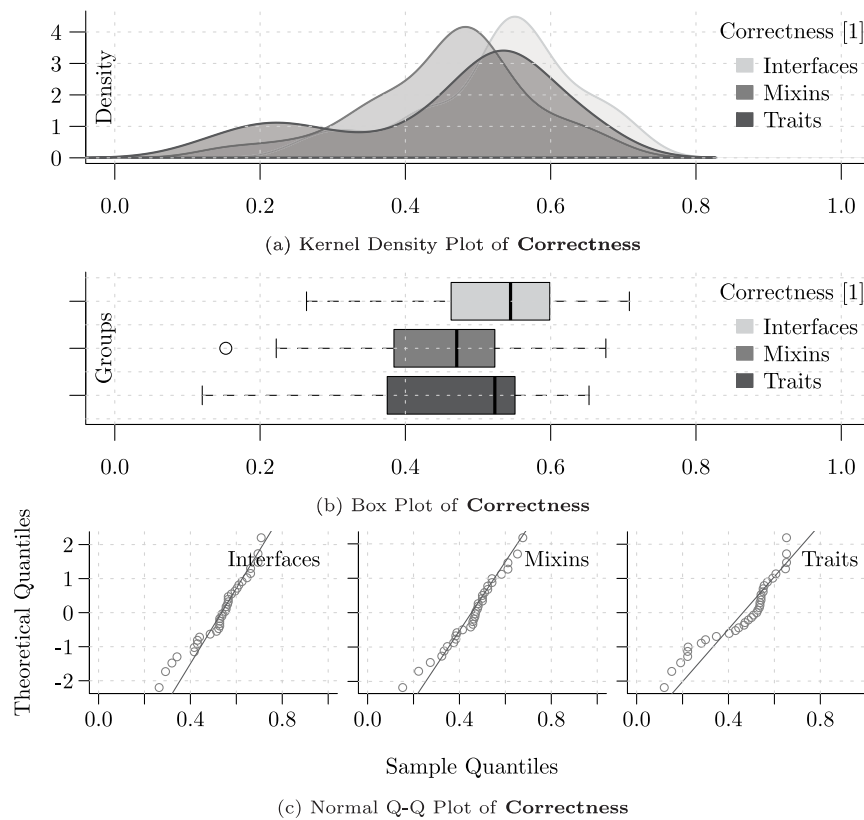 Density
4
3
2
1
0
0.0 0.2 0.4 0.6 0.8 1.0
Correctness [1]
Interfaces
Mixins
Traits
(a) Kernel Density Plot of Correctness
Groups
0.0 0.2 0.4 0.6 0.8 1.0
Correctness [1]
Interfaces
Mixins
Traits
(b) Box Plot of Correctness
Theoretical Quantiles
2
1
0
-1
-2
Interfaces
Mixins
Traits
0.0 0.4 0.8 0.0 0.4 0.8 0.0 0.4 0.8
Sample Quantiles
(c) Normal Q-Q Plot of Correctness